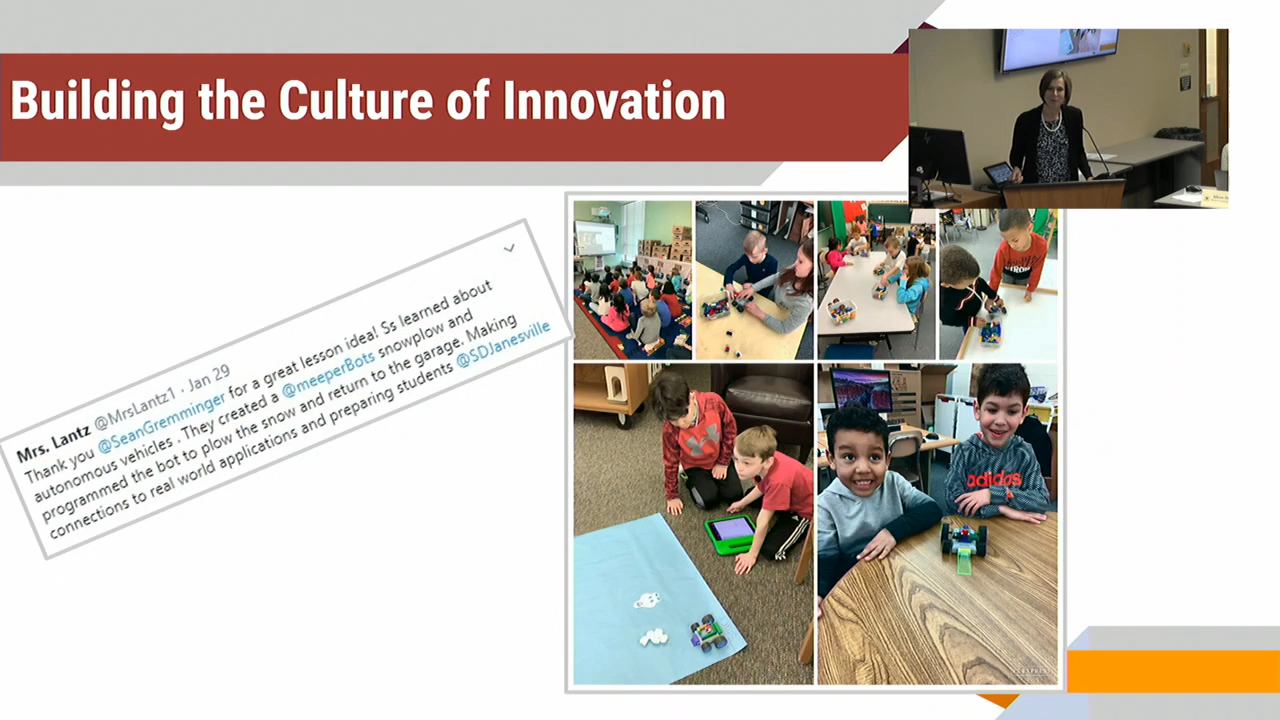 Building the Culture of Innovation
Mrs. Lantz @MrsLantz1 · Jan 29
Thank you @SeanGremminger for a great lesson idea! Ss learned about
autonomous vehicles . They created a @meeperBots snowplow and
programmed the bot to plow the snow and return to the garage. Making
connections to real world applications and preparing students @SDJanesville
adidas